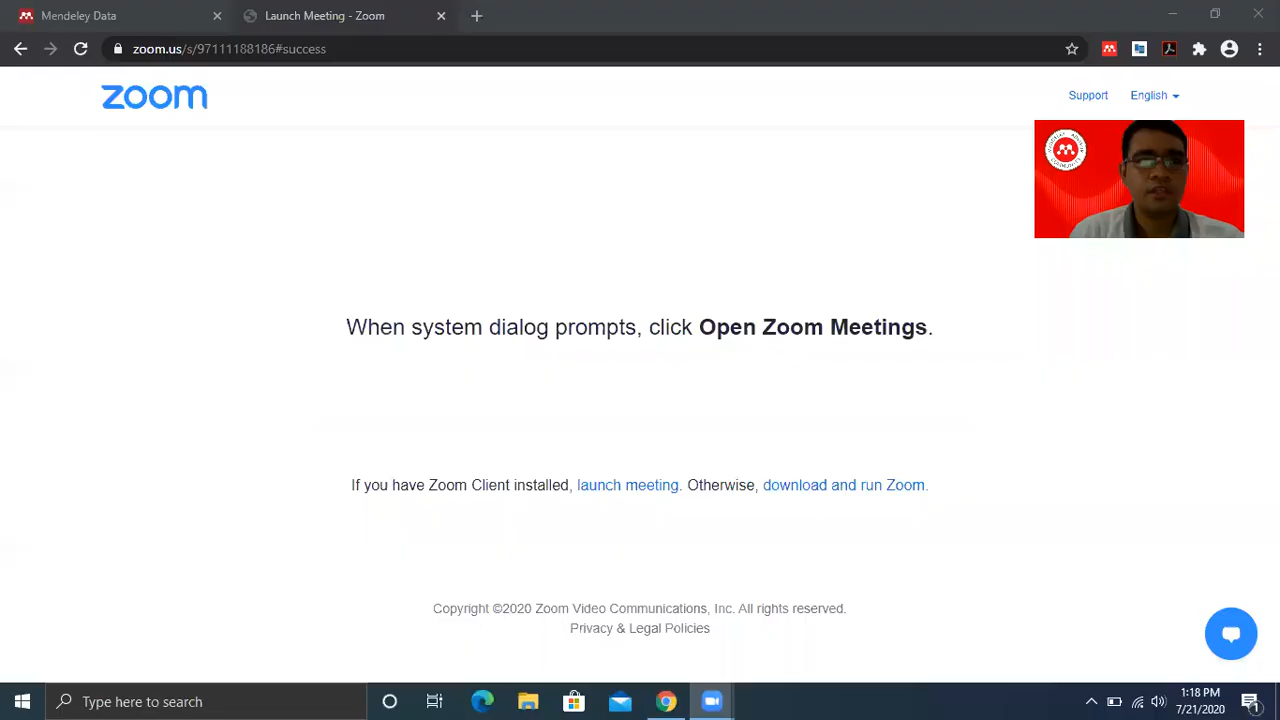 Mendeley Data
Launch Meeting - Zoom
zoom.us/s/97111188186#success
zoom
Support
English
When system dialog prompts, click Open Zoom Meetings.
If you have Zoom Client installed, launch meeting. Otherwise, download and run Zoom.
Copyright ©2020 Zoom Video Communications, Inc. All rights reserved.
Privacy & Legal Policies
Type here to search
1:18 PM
7/21/2020
1